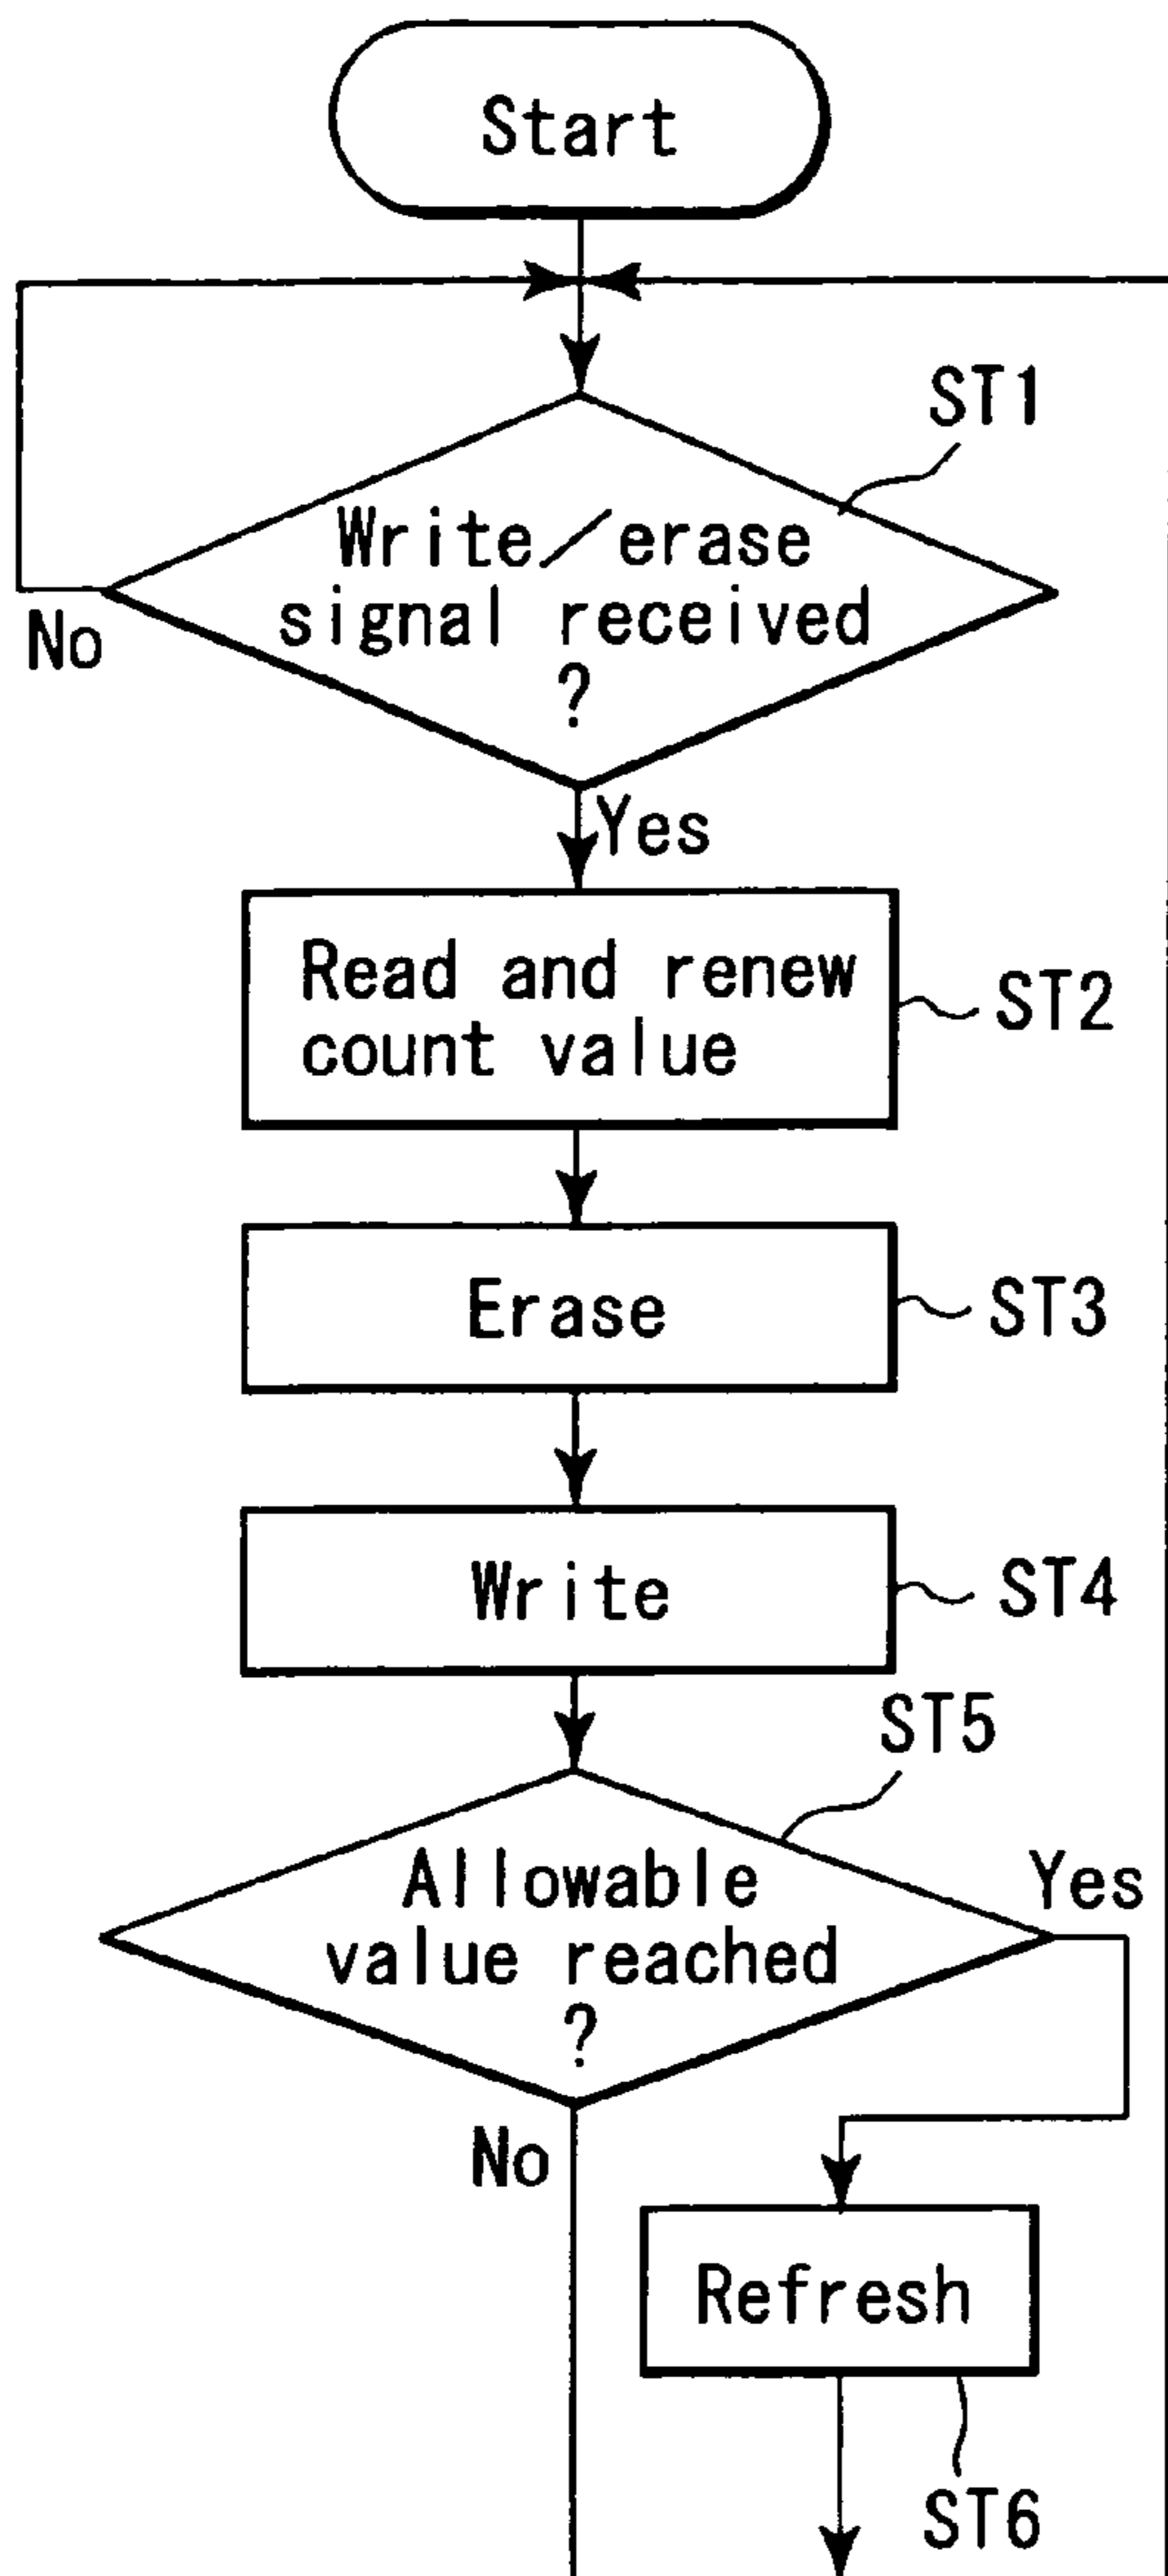 Start
ST1
Write/erase
signal received
?
No
Yes
Read and renew
count value
ST2
Erase
ST3
Write
ST4
ST5
Allowable
value reached
?
Yes
No
Refresh
ST6